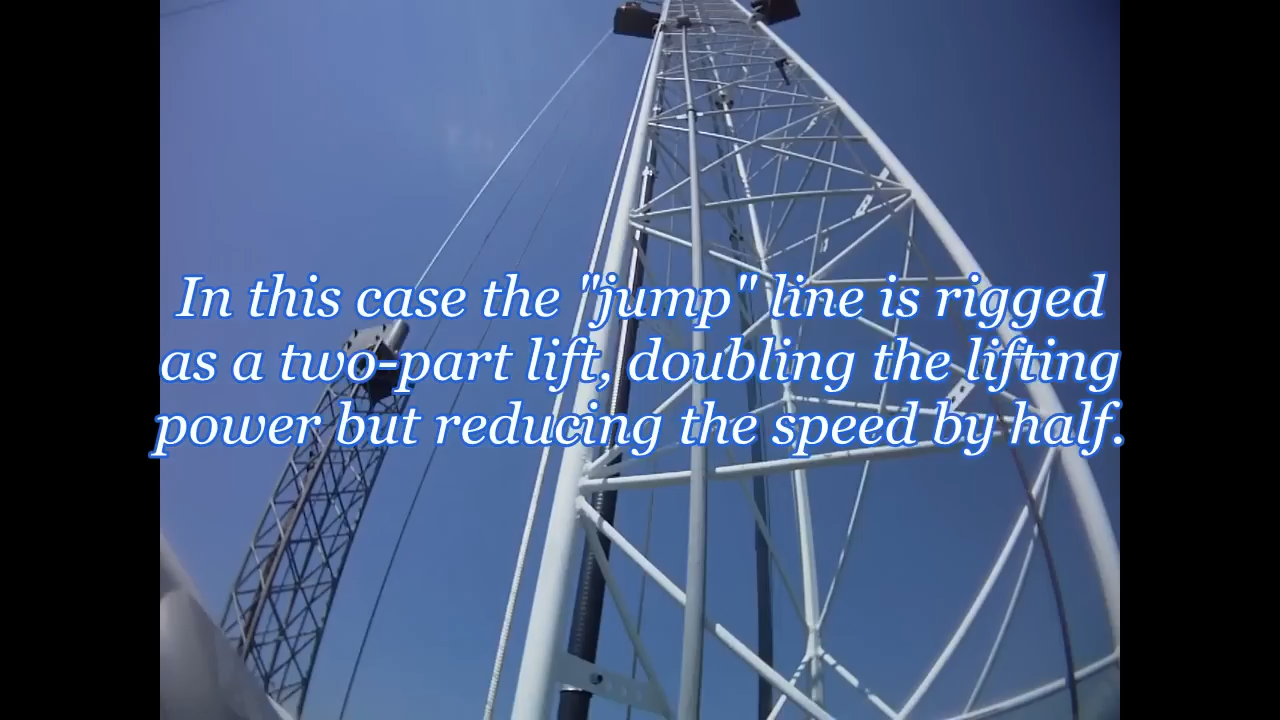 In this case the "jump" line is rigged
as a two-part lift, doubling the lifting
power but reducing the speed by half.